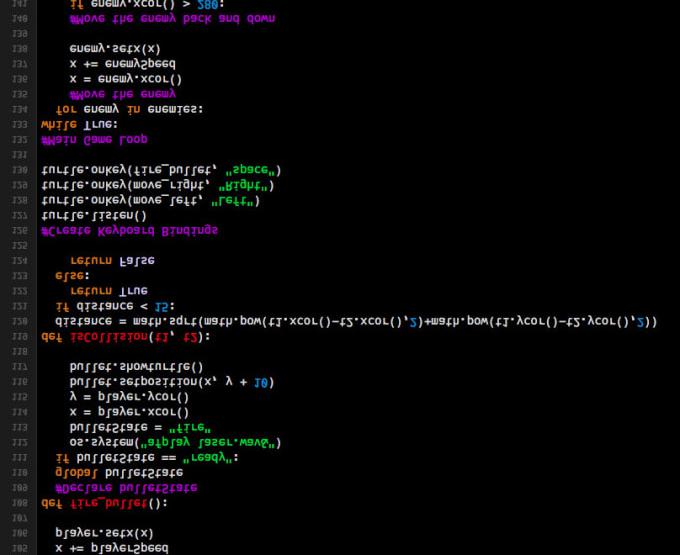 105 x += playerSpeed
106 player.setx(x)
107
108 def fire_bullet():
109 #Declare bulletState
110 global bulletState
111 if bulletState == "ready":
112 os.system("afplay laser.wav&")
113 bulletState = "fire"
114 x = player.xcor()
115 y = player.ycor()
116 bullet.setposition(x, y + 10)
117 bullet.showturtle()
118
119 def isCollision(t1, t2):
120 distance = math.sqrt(math.pow(t1.xcor()-t2.xcor(),2)+math.pow(t1.ycor()-t2.ycor(),2))
121 if distance < 15:
122 return True
123 else:
124 return False
125
126 #Create Keyboard Bindings
127 turtle.listen()
128 turtle.onkey(move_left, "Left")
129 turtle.onkey(move_right, "Right")
130 turtle.onkey(fire_bullet, "space")
131
132 #Main Game Loop
133 while True:
134 for enemy in enemies:
135 #Move the enemy
136 x = enemy.xcor()
137 x += enemySpeed
138 enemy.setx(x)
139
140 #Move the enemy back and down
141 if enemy.xcor() > 280: